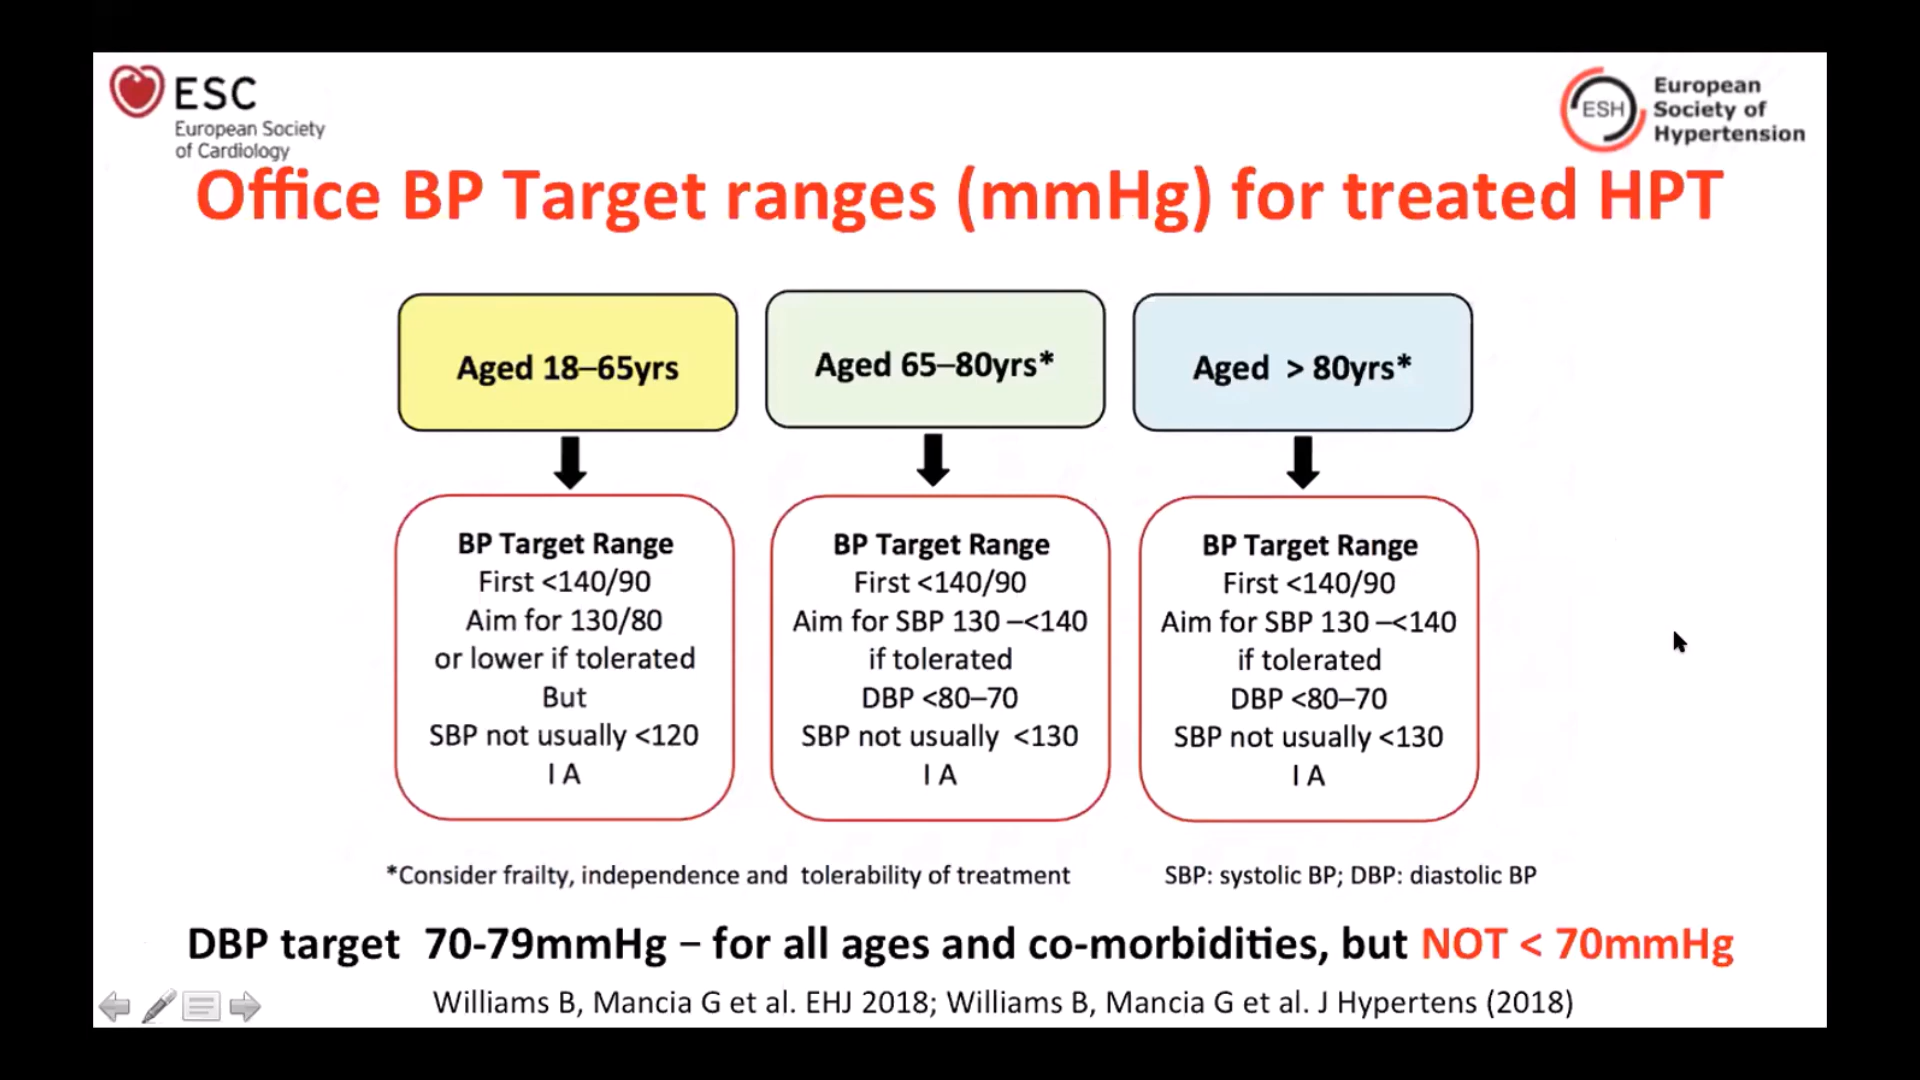 ESC
European Society
of Cardiology
ESH
European
Society of
Hypertension
Office BP Target ranges (mmHg) for treated HPT
Aged 18–65yrs
BP Target Range
First <140/90
Aim for 130/80
or lower if tolerated
But
SBP not usually <120
I A
Aged 65–80yrs*
BP Target Range
First <140/90
Aim for SBP 130 –<140
if tolerated
DBP <80–70
SBP not usually <130
I A
Aged > 80yrs*
BP Target Range
First <140/90
Aim for SBP 130 –<140
if tolerated
DBP <80–70
SBP not usually <130
I A
*Consider frailty, independence and tolerability of treatment
SBP: systolic BP; DBP: diastolic BP
DBP target 70-79mmHg – for all ages and co-morbidities, but NOT < 70mmHg
Williams B, Mancia G et al. EHJ 2018; Williams B, Mancia G et al. J Hypertens (2018)